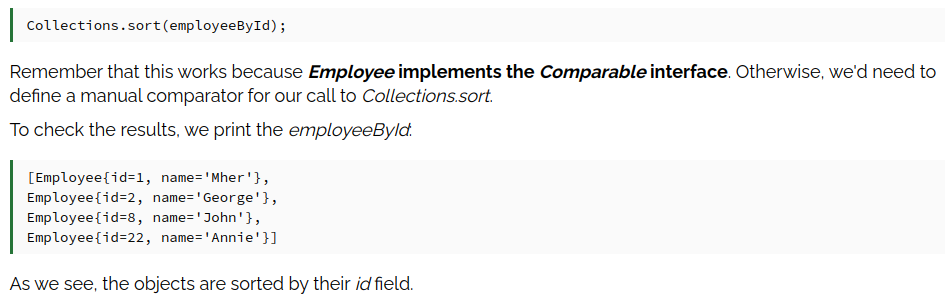 Collections.sort(employeeById);
Remember that this works because Employee implements the Comparable interface. Otherwise, we'd need to
define a manual comparator for our call to Collections.sort.
To check the results, we print the employeeById:
[Employee{id=1, name='Mher'},
Employee{id=2, name='George'},
Employee{id=8, name='John'},
Employee{id=22, name='Annie'}]
As we see, the objects are sorted by their id field.